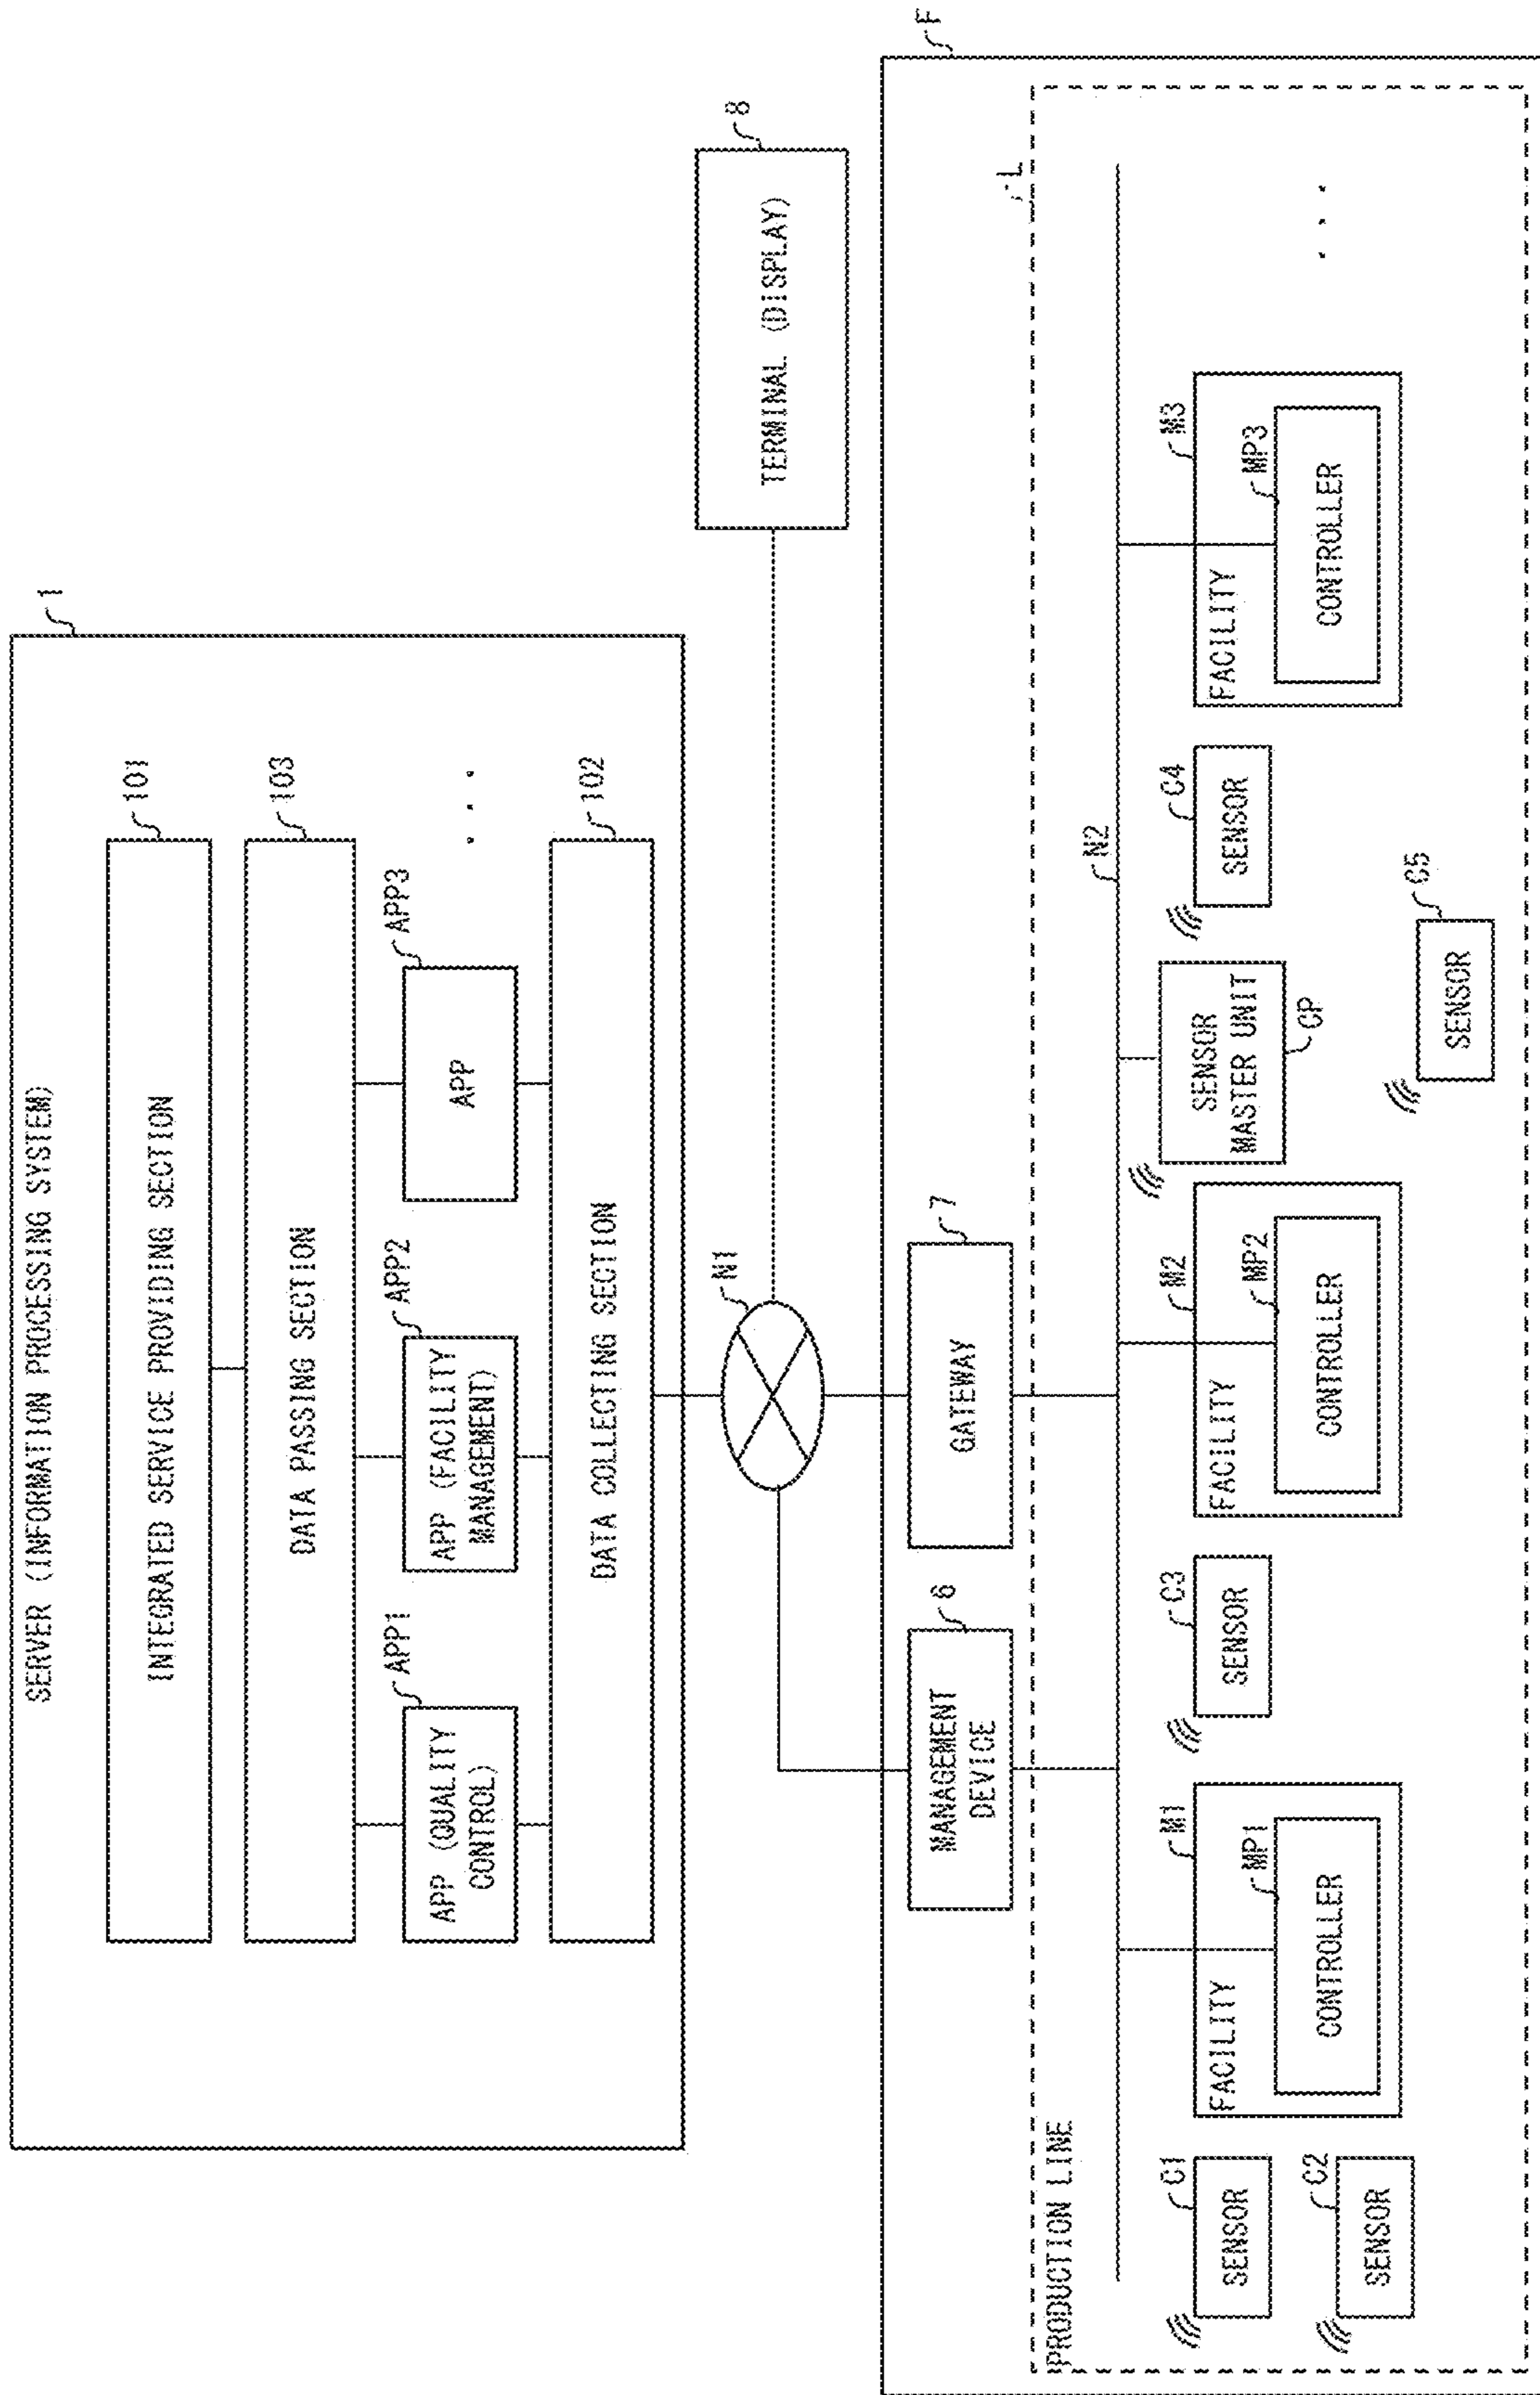 SERVER (INFORMATION PROCESSING SYSTEM)
1
INTEGRATED SERVICE PROVIDING SECTION
101
DATA PASSING SECTION
103
APP (QUALITY
CONTROL)
APP1
APP (FACILITY
MANAGEMENT)
APP2
APP
APP3
. . .
DATA COLLECTING SECTION
102
N1
TERMINAL (DISPLAY)
8
F
MANAGEMENT
DEVICE
6
GATEWAY
7
PRODUCTION LINE
L
N2
SENSOR
C1
SENSOR
C2
FACILITY
M1
CONTROLLER
MP1
SENSOR
C3
FACILITY
M2
CONTROLLER
MP2
SENSOR
MASTER UNIT
CP
SENSOR
C4
SENSOR
C5
FACILITY
M3
CONTROLLER
MP3
. . .